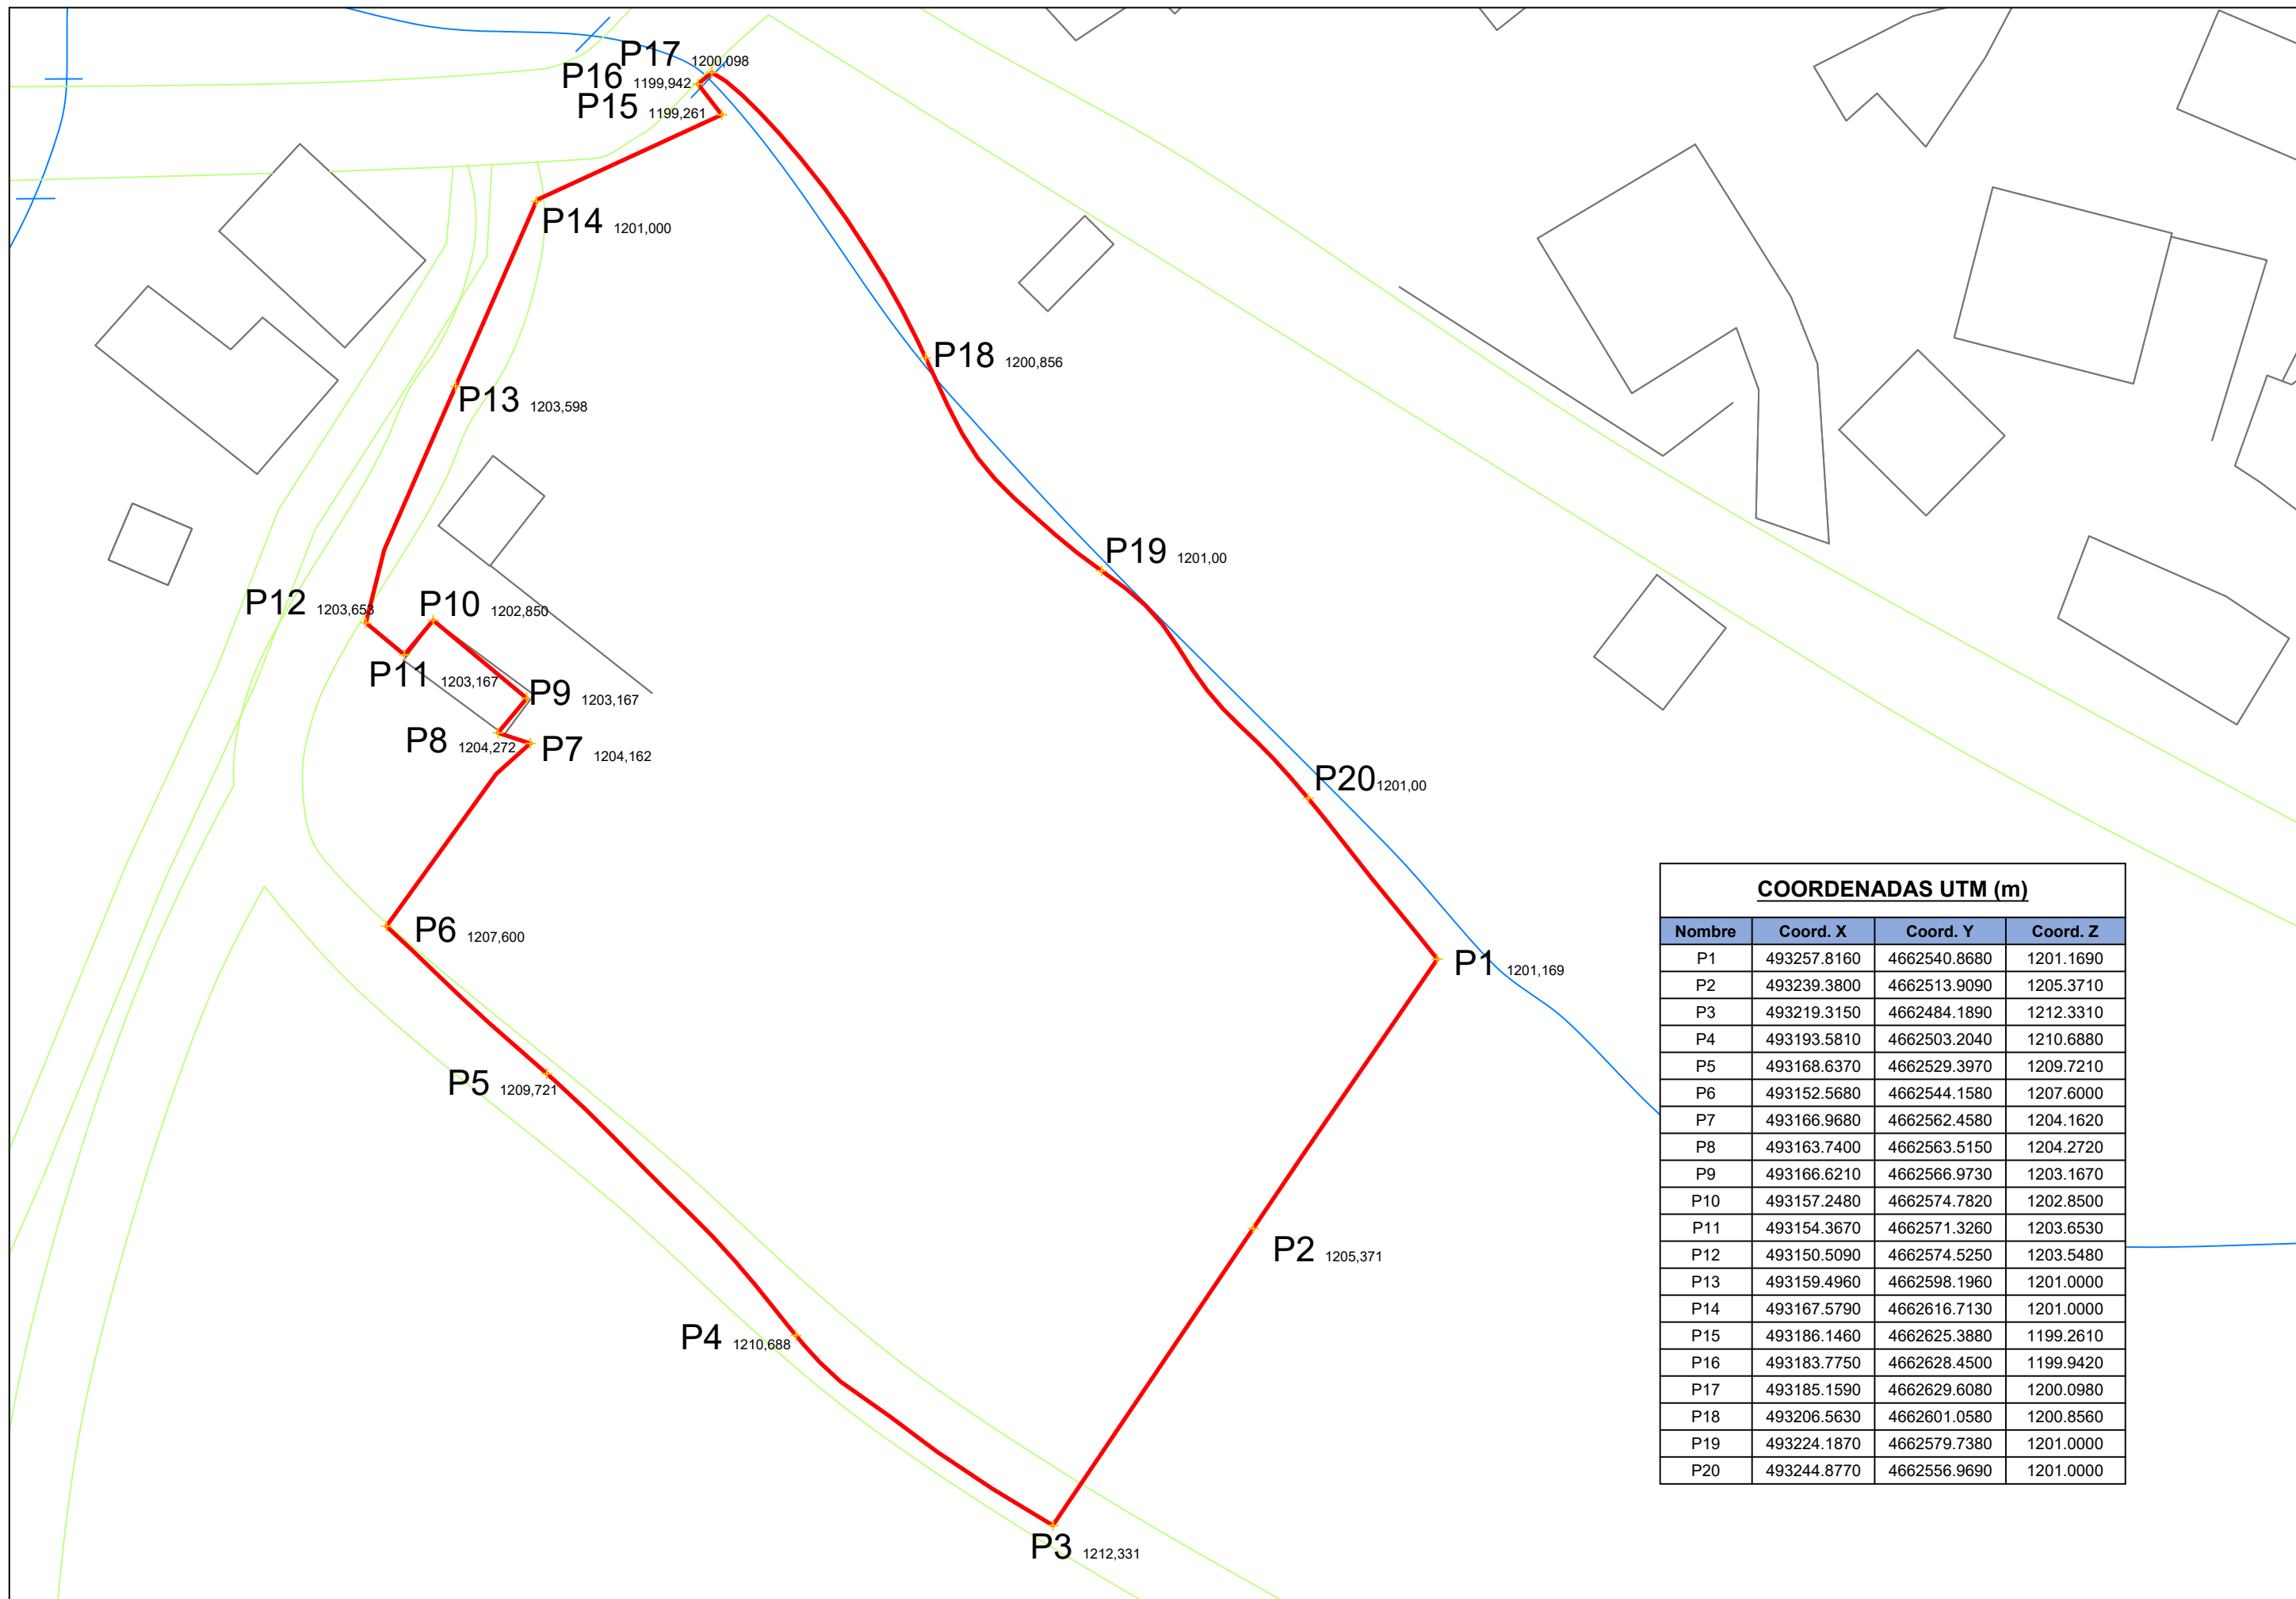 P17 1200,098
P16 1199,942
P15 1199,261
P14 1201,000
P18 1200,856
P13 1203,598
P19 1201,00
P12 1203,653
P10 1202,850
P11 1203,167
P9 1203,167
P8 1204,272
P7 1204,162
P20 1201,00
P6 1207,600
P1 1201,169
P5 1209,721
P2 1205,371
P4 1210,688
P3 1212,331
COORDENADAS UTM (m)
Nombre Coord. X Coord. Y Coord. Z
P1 493257.8160 4662540.8680 1201.1690
P2 493239.3800 4662513.9090 1205.3710
P3 493219.3150 4662484.1890 1212.3310
P4 493193.5810 4662503.2040 1210.6880
P5 493168.6370 4662529.3970 1209.7210
P6 493152.5680 4662544.1580 1207.6000
P7 493166.9680 4662562.4580 1204.1620
P8 493163.7400 4662563.5150 1204.2720
P9 493166.6210 4662566.9730 1203.1670
P10 493157.2480 4662574.7820 1202.8500
P11 493154.3670 4662571.3260 1203.6530
P12 493150.5090 4662574.5250 1203.5480
P13 493159.4960 4662598.1960 1201.0000
P14 493167.5790 4662616.7130 1201.0000
P15 493186.1460 4662625.3880 1199.2610
P16 493183.7750 4662628.4500 1199.9420
P17 493185.1590 4662629.6080 1200.0980
P18 493206.5630 4662601.0580 1200.8560
P19 493224.1870 4662579.7380 1201.0000
P20 493244.8770 4662556.9690 1201.0000